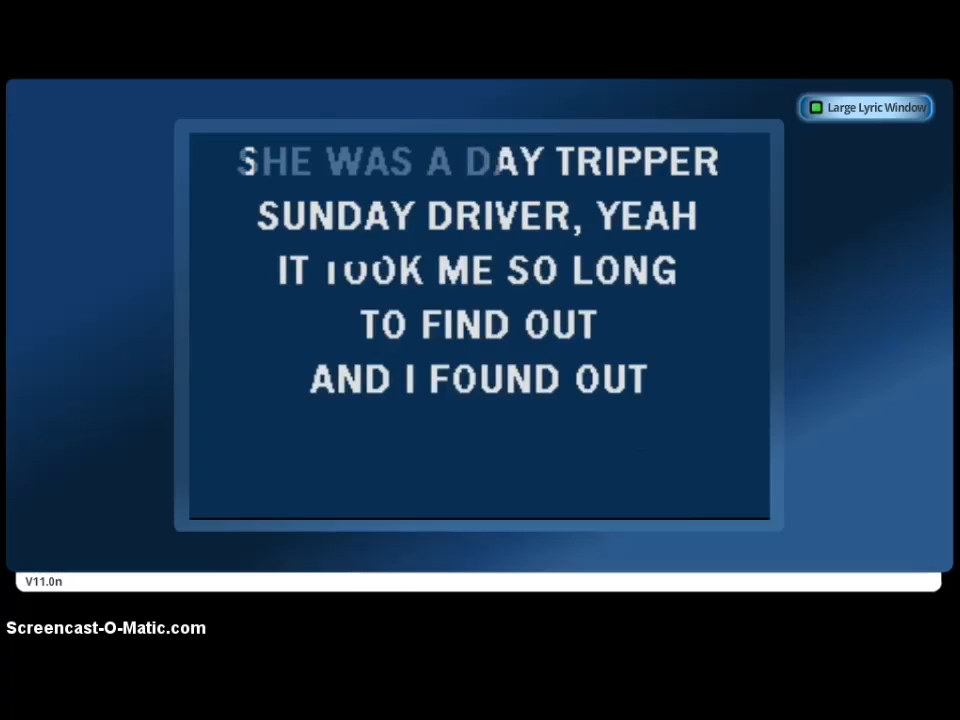 Large Lyric Window
SHE WAS A DAY TRIPPER
SUNDAY DRIVER, YEAH
IT TOOK ME SO LONG
TO FIND OUT
AND I FOUND OUT
V11.0n
Screencast-O-Matic.com